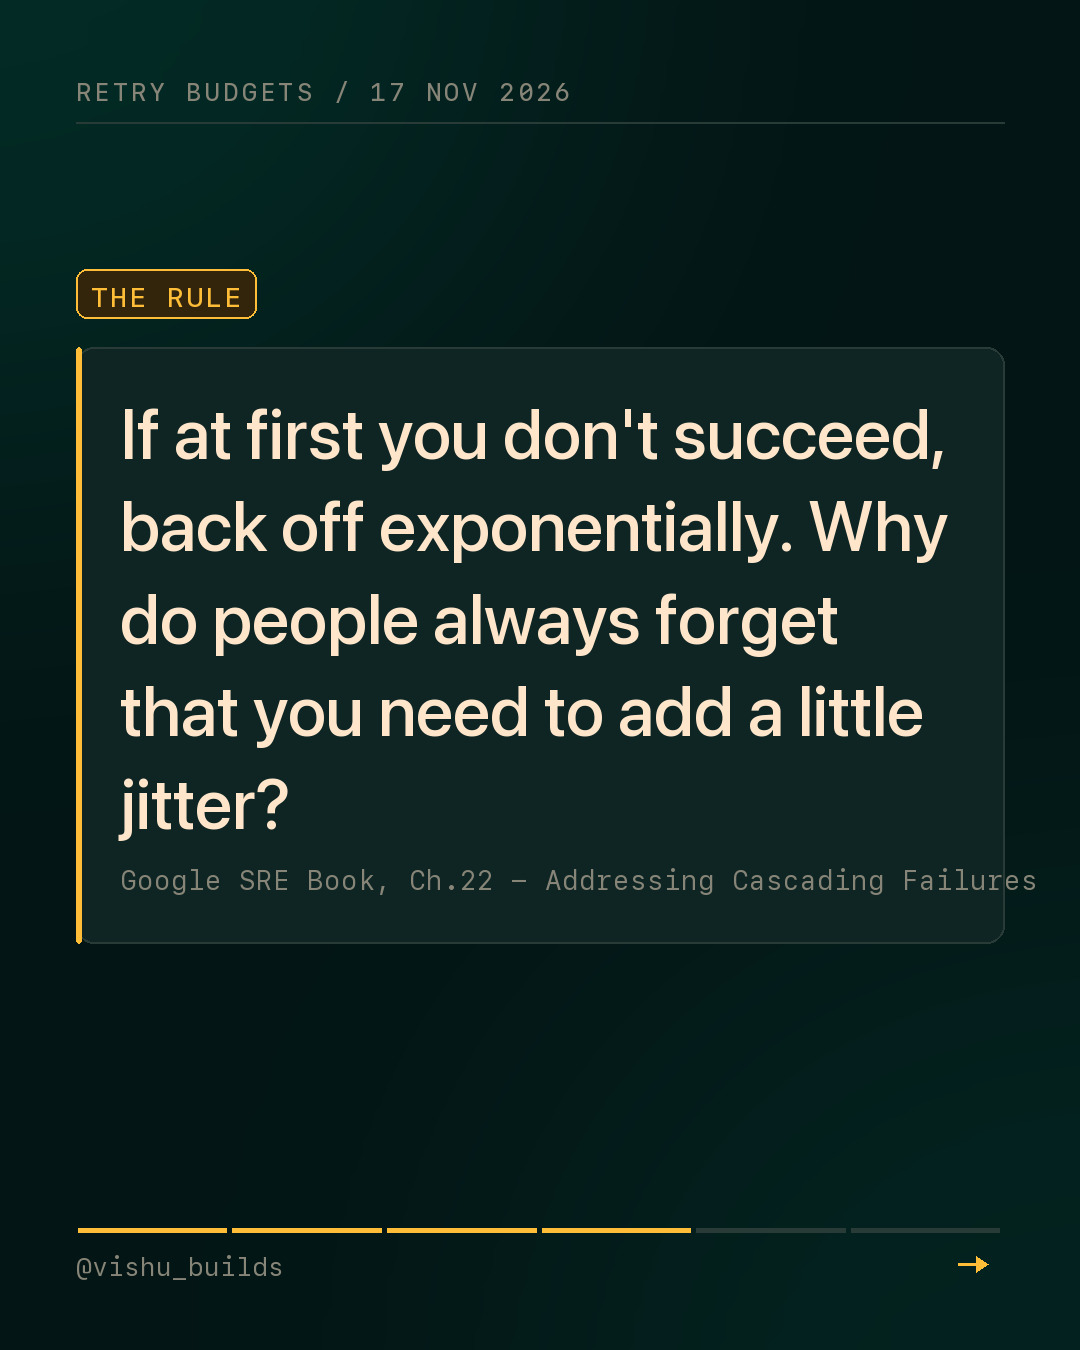 RETRY BUDGETS / 17 NOV 2026
THE RULE
If at first you don't succeed,
back off exponentially. Why
do people always forget
that you need to add a little
jitter?
Google SRE Book, Ch.22 — Addressing Cascading Failures
@vishu_builds